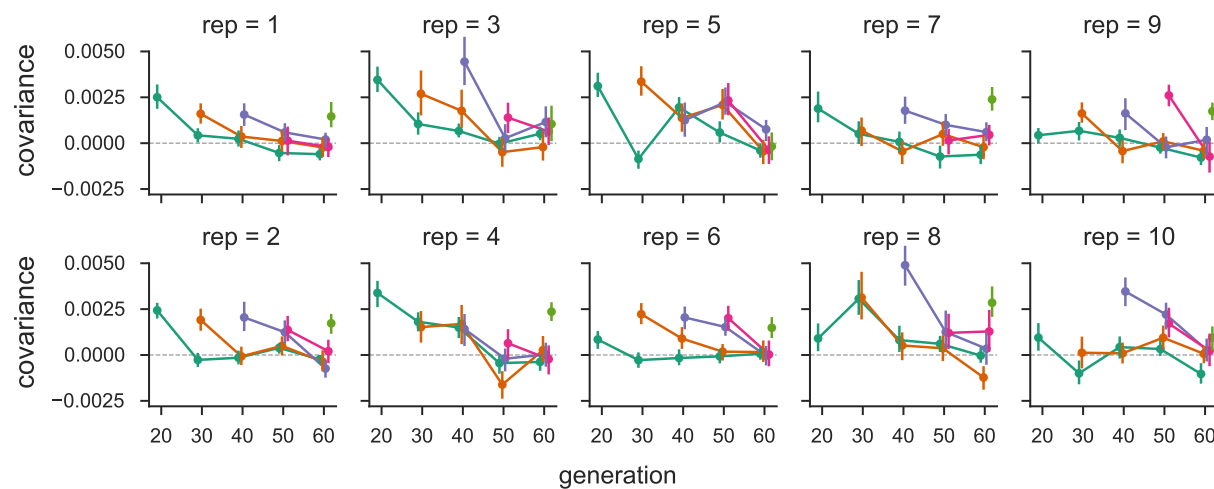 rep = 1
rep = 3
rep = 5
rep = 7
rep = 9
covariance
0.0050
0.0025
0.0000
−0.0025
rep = 2
rep = 4
rep = 6
rep = 8
rep = 10
covariance
0.0050
0.0025
0.0000
−0.0025
20 30 40 50 60
20 30 40 50 60
20 30 40 50 60
20 30 40 50 60
20 30 40 50 60
generation